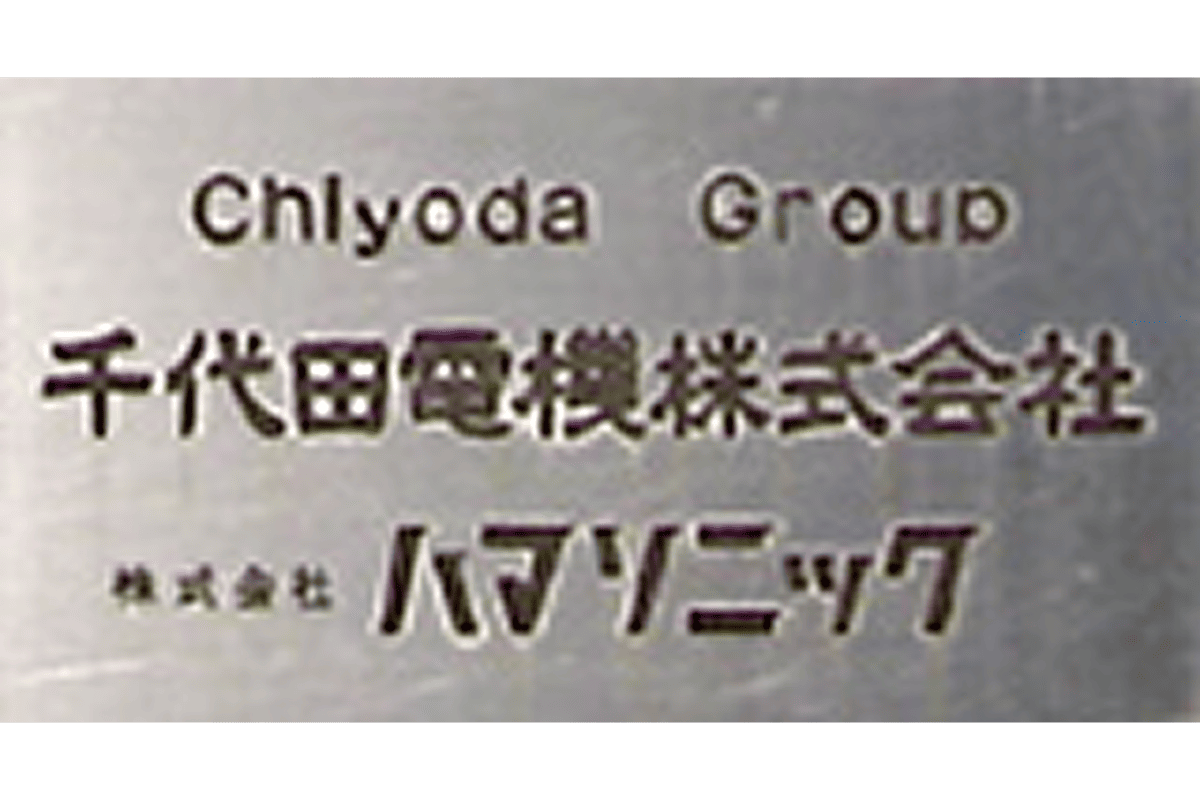 Chiyoda Group
千代田電機株式会社
株式会社 ハマソニック